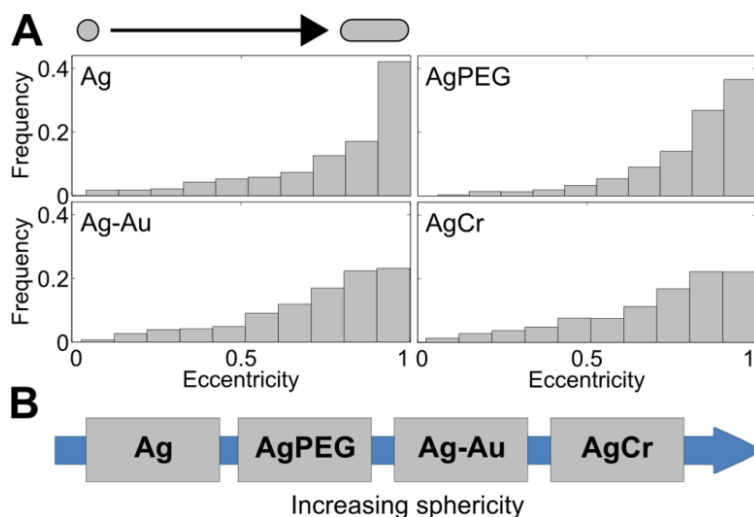 A
Ag
AgPEG
Frequency
0.4
0.2
0
Ag-Au
AgCr
Frequency
0.4
0.2
0
0 0.5 1
0 0.5 1
Eccentricity
Eccentricity
B
Ag AgPEG Ag-Au AgCr
Increasing sphericity